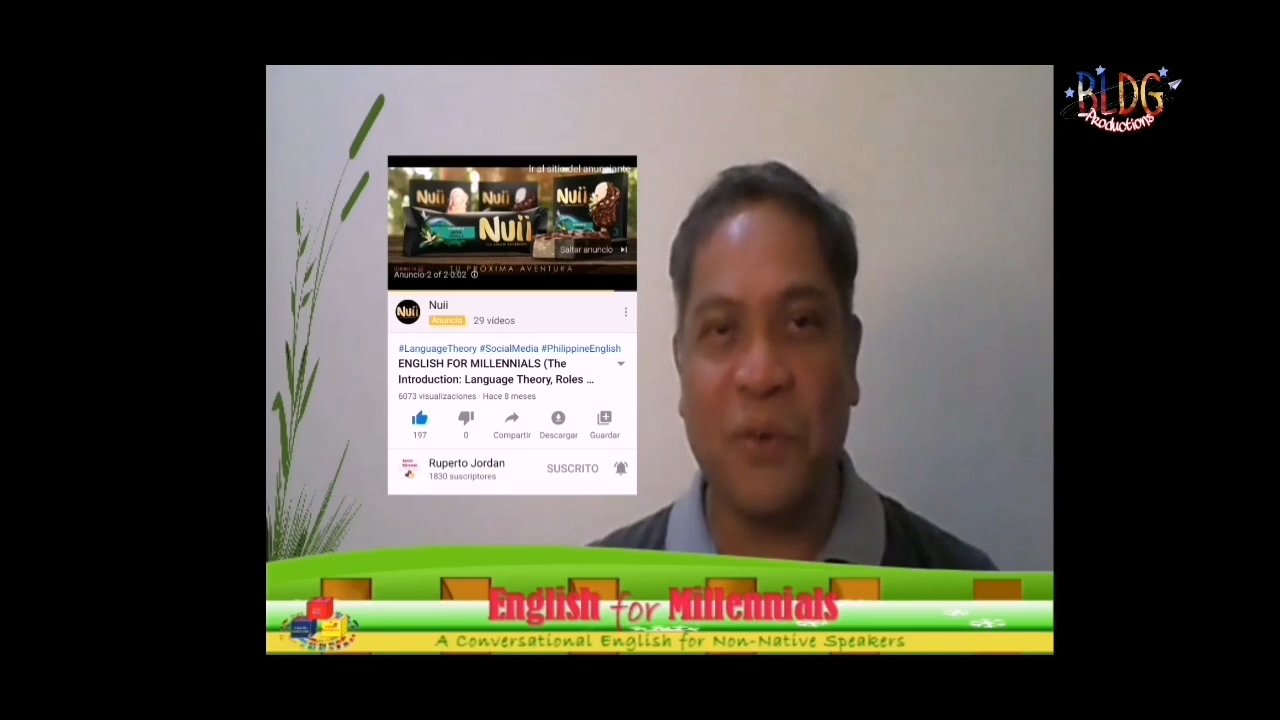 BLDG
Productions
Ir al sitio del anunciante
Nuii
Nuii
Nuii
Nuii
Saltar anuncio
TU PRÓXIMA AVENTURA
Anuncio 2 of 2 0:02
Nuii
Nuii
Anuncio 29 vídeos
#LanguageTheory #SocialMedia #PhilippineEnglish
ENGLISH FOR MILLENNIALS (The
Introduction: Language Theory, Roles ...
6073 visualizaciones · Hace 8 meses
197 0 Compartir Descargar Guardar
Ruperto Jordan SUSCRITO
1830 suscriptores
English for Millennials
A Conversational English for Non-Native Speakers